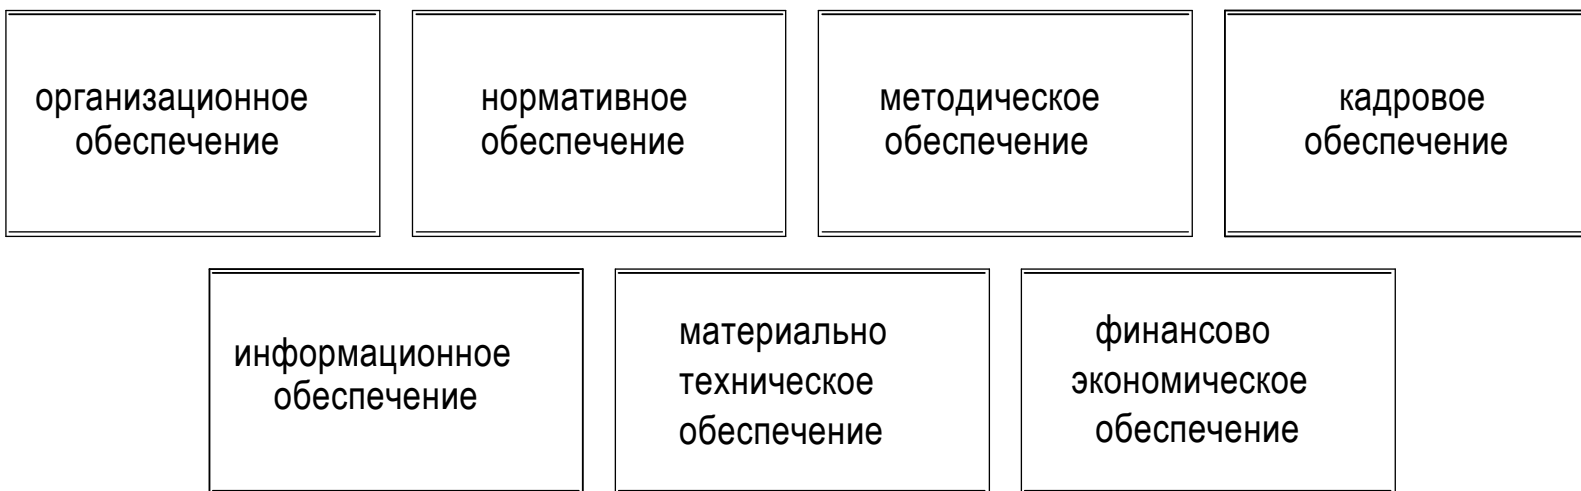 организационное
обеспечение
нормативное
обеспечение
методическое
обеспечение
кадровое
обеспечение
информационное
обеспечение
материально
техническое
обеспечение
финансово
экономическое
обеспечение